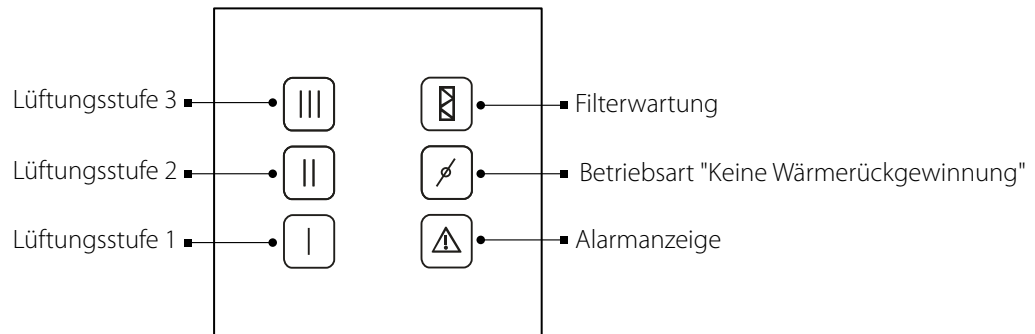 Lüftungsstufe 3
Filterwartung
Lüftungsstufe 2
Betriebsart "Keine Wärmerückgewinnung"
Lüftungsstufe 1
Alarmanzeige